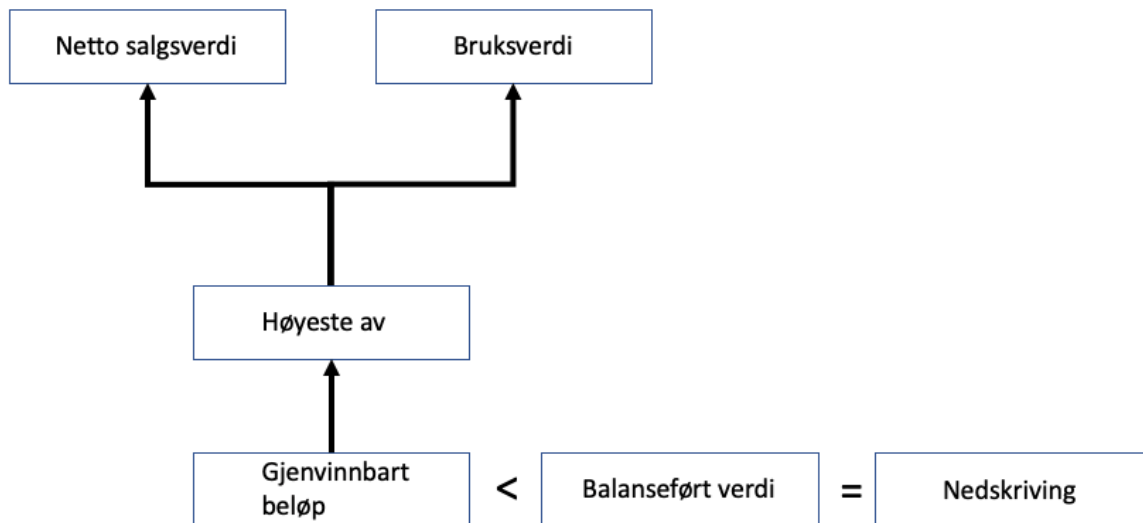 Netto salgsverdi
Bruksverdi
Høyeste av
Gjenvinnbart
beløp
<
Balanseført verdi
=
Nedskriving